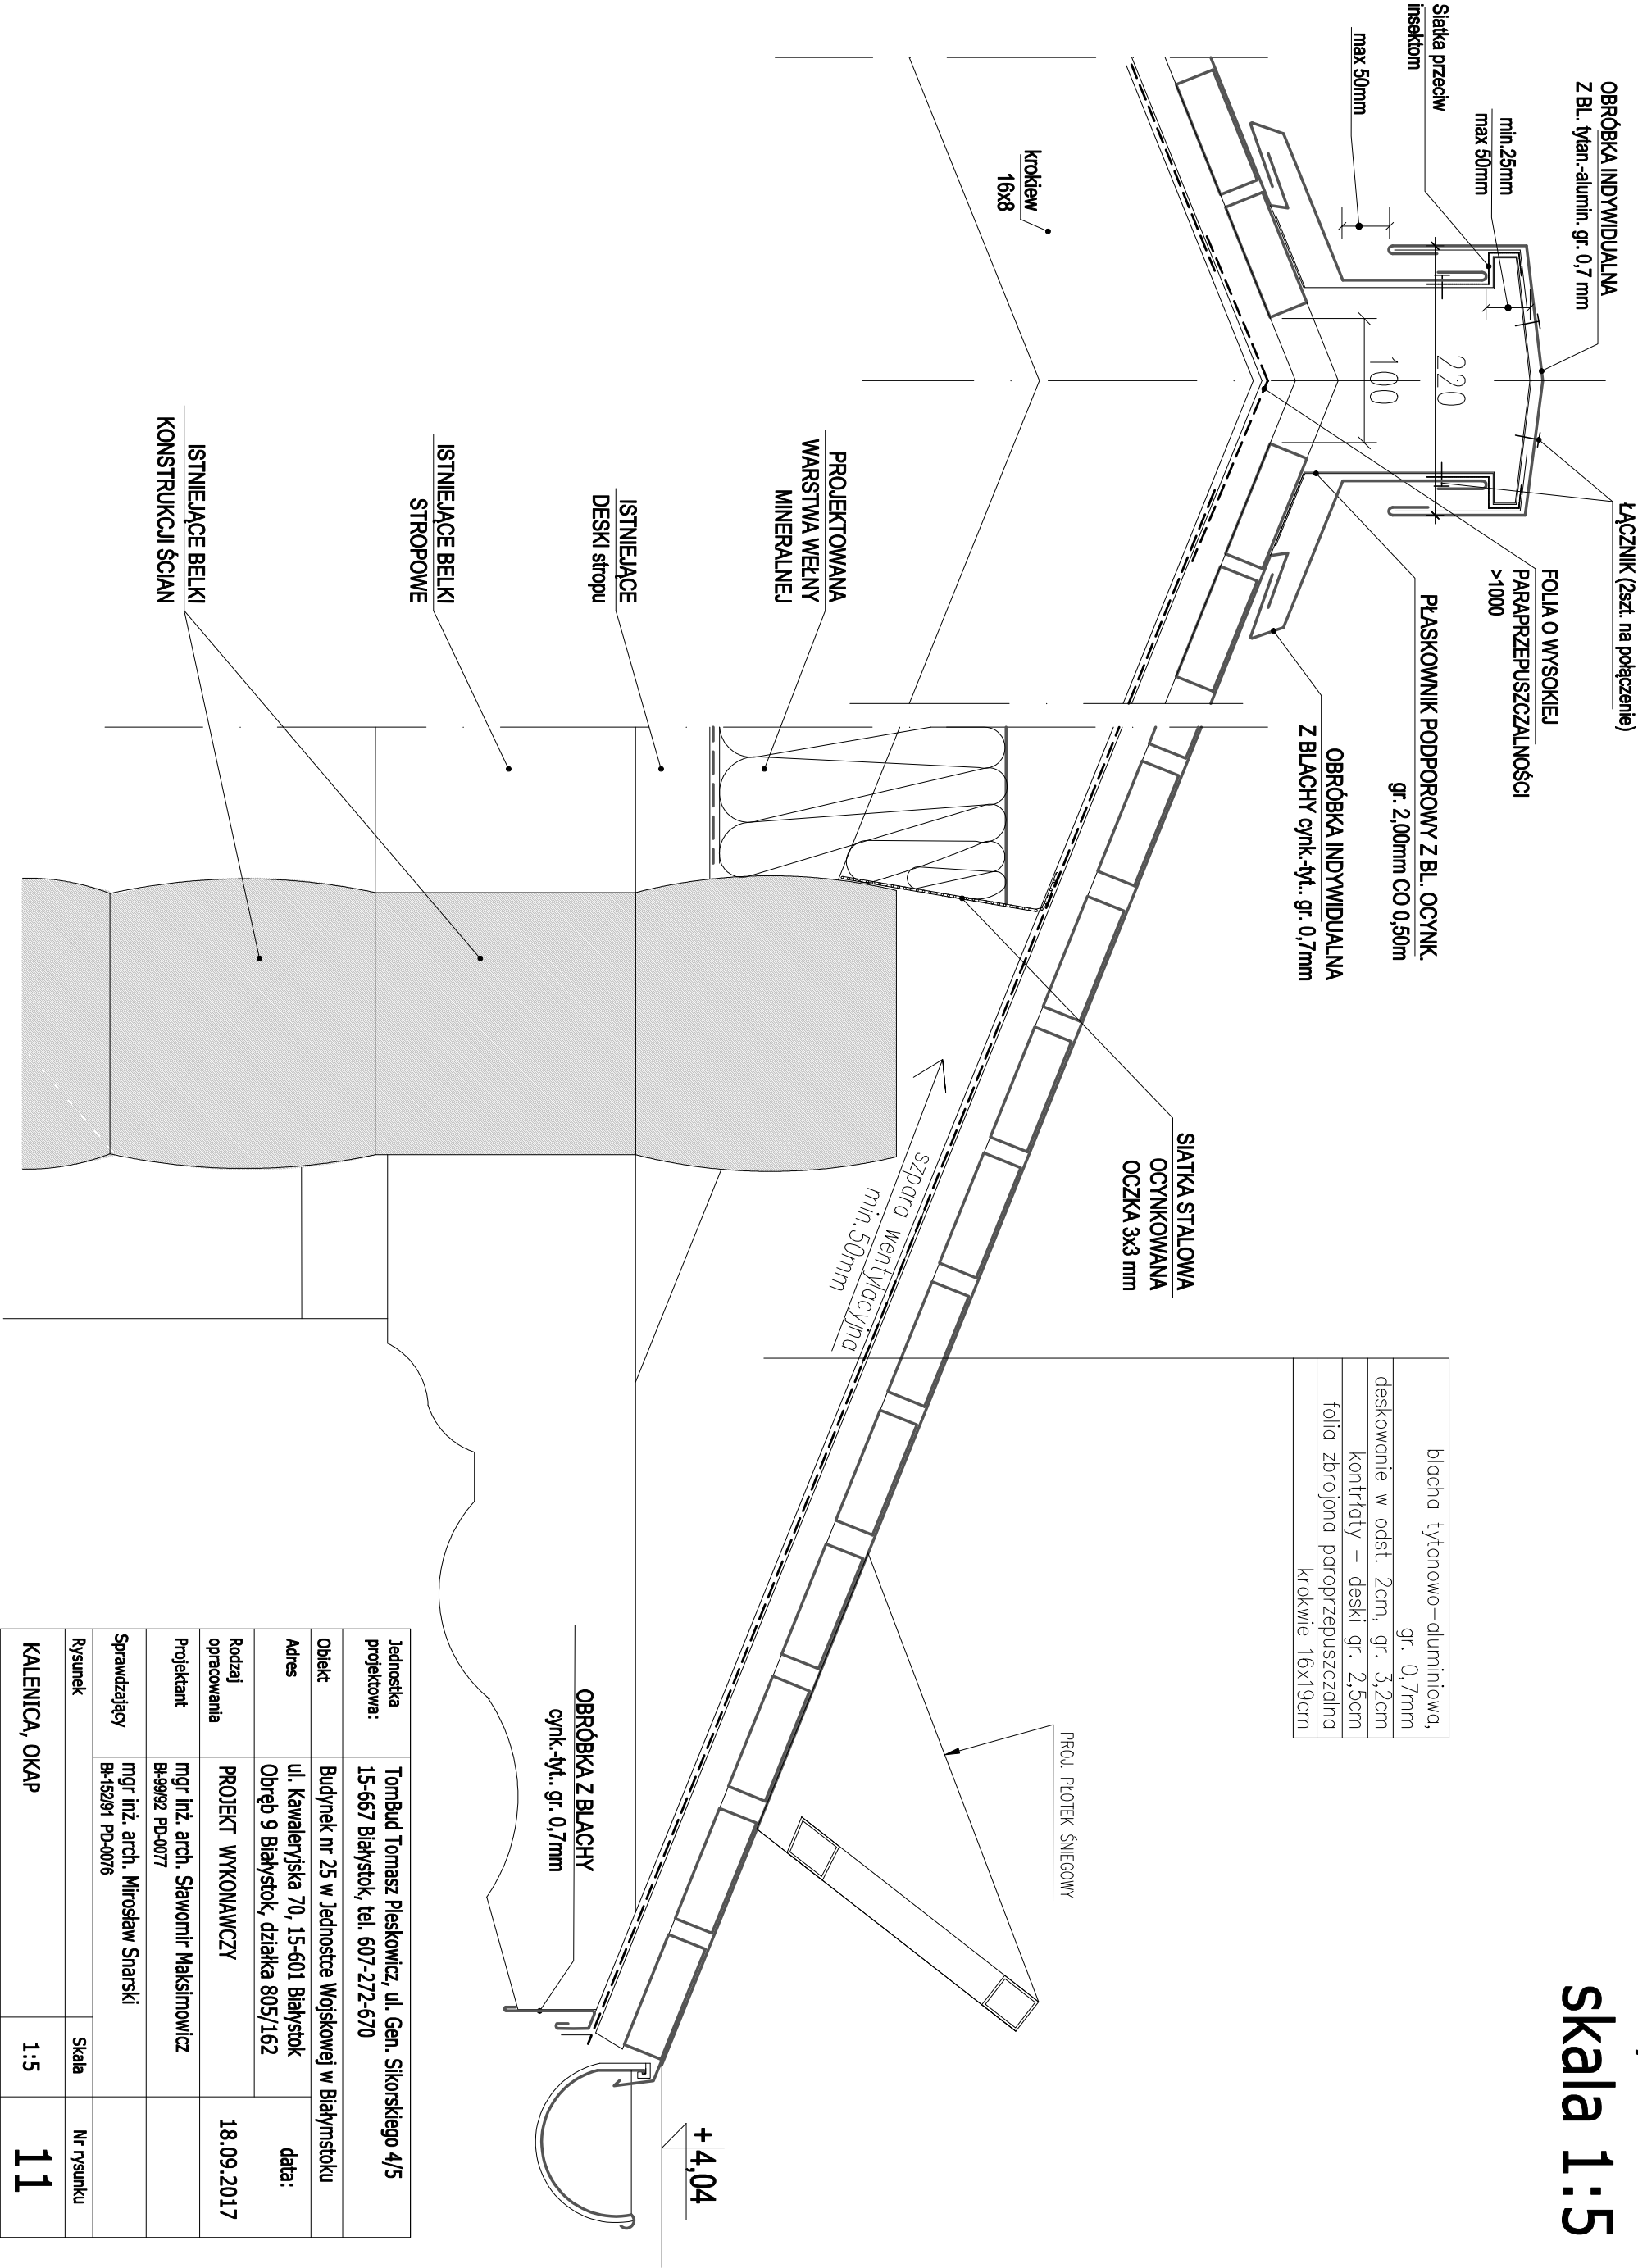 skala 1:5
ŁĄCZNIK (2szt. na połączenie)
OBRÓBKA INDYWIDUALNA
Z BL. tytan.-alumin. gr. 0,7 mm
min.25mm
max 50mm
Siatka przeciw
insektom
max 50mm
220
100
krokiew
16x8
FOLIA O WYSOKIEJ
PARAPRZEPUSZCZALNOŚCI
>1000
PŁASKOWNIK PODPOROWY Z BL. OCYNK.
gr. 2,00mm CO 0,50m
OBRÓBKA INDYWIDUALNA
Z BLACHY cynk.-tyt.. gr. 0,7mm
SIATKA STALOWA
OCYNKOWANA
OCZKA 3x3 mm
blacha tytanowo-aluminiowa,
gr. 0,7mm
deskowanie w odst. 2cm, gr. 3,2cm
kontrłaty - deski gr. 2,5cm
folia zbrojona paroprzepuszczalna
krokwie 16x19cm
PROJ. PŁOTEK ŚNIEGOWY
szpara wentylacyjna
min.50mm
PROJEKTOWANA
WARSTWA WEŁNY
MINERALNEJ
ISTNIEJĄCE
DESKI stropu
ISTNIEJĄCE BELKI
STROPOWE
ISTNIEJĄCE BELKI
KONSTRUKCJI ŚCIAN
OBRÓBKA Z BLACHY
cynk.-tyt.. gr. 0,7mm
+ 4,04
Jednostka
projektowa:
TomBud Tomasz Pleskowicz, ul. Gen. Sikorskiego 4/5
15-667 Białystok, tel. 607-272-670
Obiekt
Budynek nr 25 w Jednostce Wojskowej w Białymstoku
Adres
ul. Kawaleryjska 70, 15-601 Białystok
Obręb 9 Białystok, działka 805/162
data:
Rodzaj
opracowania
PROJEKT WYKONAWCZY
18.09.2017
Projektant
mgr inż. arch. Sławomir Maksimowicz
BI-99/92 PD-0077
Sprawdzający
mgr inż. arch. Mirosław Snarski
BI-152/91 PD-0076
Rysunek
Skala
Nr rysunku
KALENICA, OKAP
1:5
11